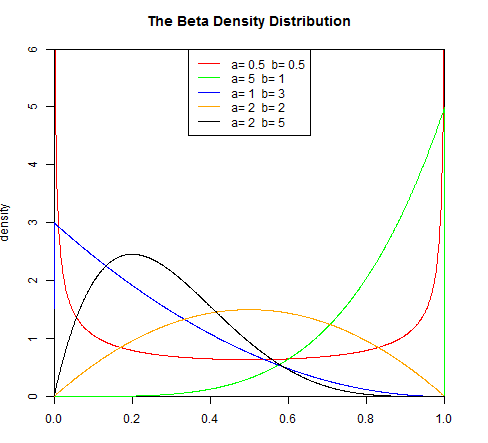 The Beta Density Distribution
a= 0.5 b= 0.5
a= 5 b= 1
a= 1 b= 3
a= 2 b= 2
a= 2 b= 5
density
6
5
4
3
2
1
0
0.0 0.2 0.4 0.6 0.8 1.0